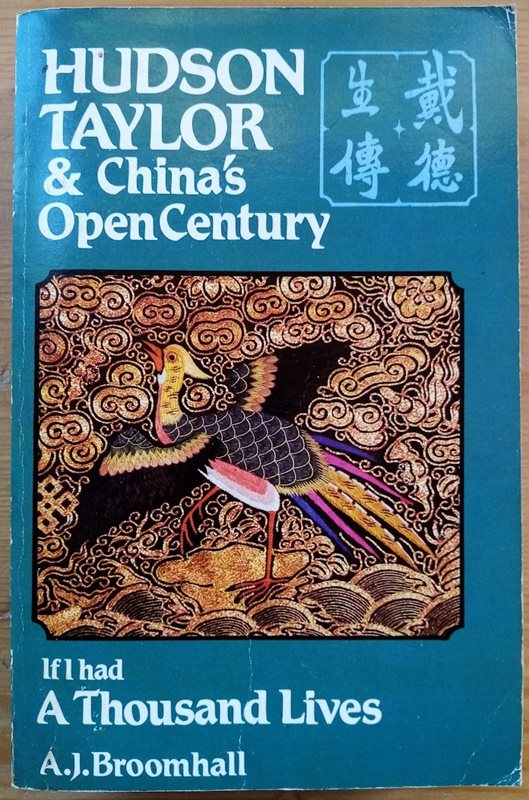 HUDSON
TAYLOR
& China's
Open Century
戴德
生傳
If I had
A Thousand Lives
A.J. Broomhall